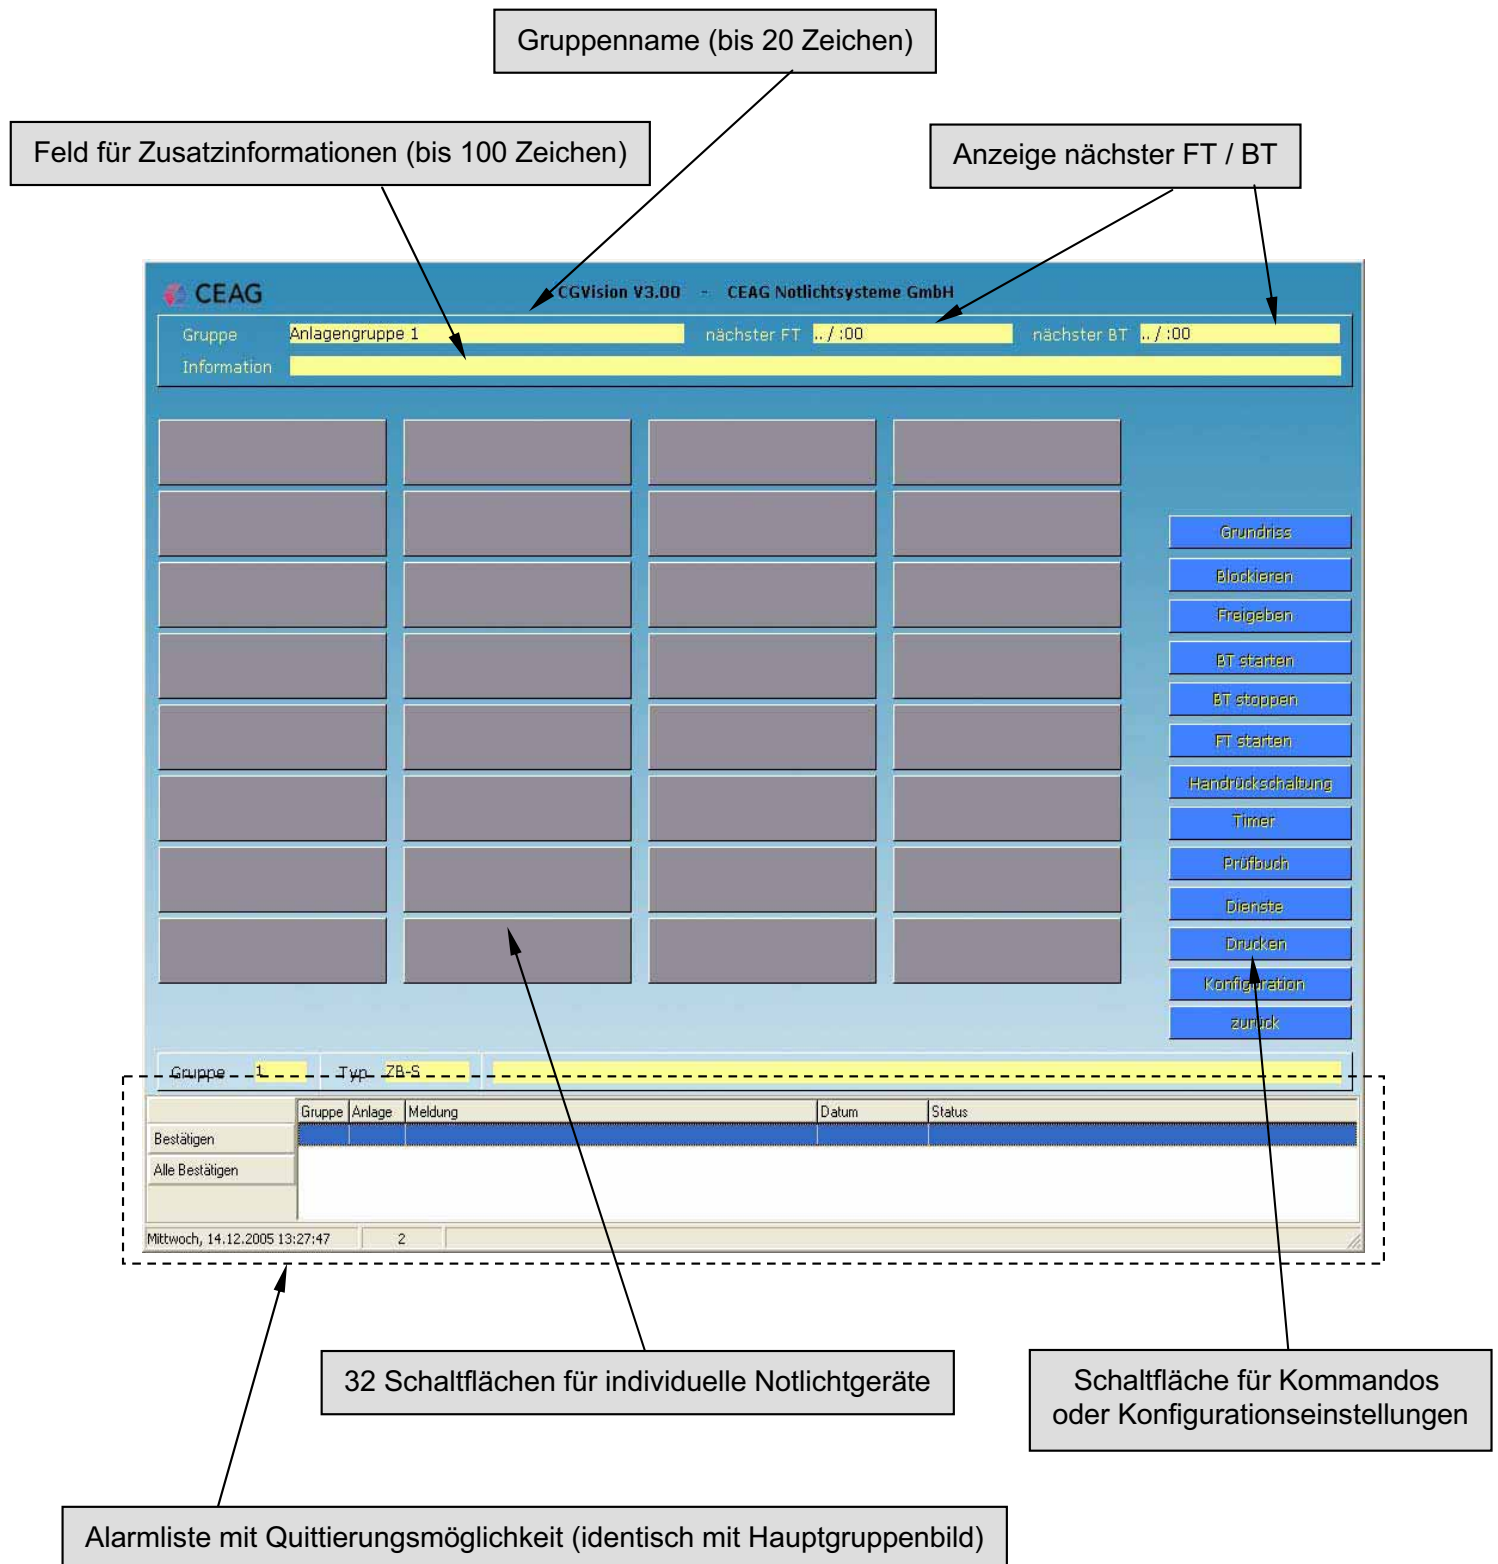 Gruppenname (bis 20 Zeichen)
Feld für Zusatzinformationen (bis 100 Zeichen)
Anzeige nächster FT / BT
CEAG
CGVision V3.00 - CEAG Notlichtsysteme GmbH
Gruppe Anlagengruppe 1 nächster FT .. / :00 nächster BT .. / :00
Information
Grundriss
Blockieren
Freigeben
BT starten
BT stoppen
FT starten
Handrückschaltung
Timer
Prüfbuch
Dienste
Drucken
Konfiguration
zurück
Gruppe 1 Typ ZB-S
Gruppe Anlage Meldung Datum Status
Bestätigen
Alle Bestätigen
Mittwoch, 14.12.2005 13:27:47 2
32 Schaltflächen für individuelle Notlichtgeräte
Schaltfläche für Kommandos
oder Konfigurationseinstellungen
Alarmliste mit Quittierungsmöglichkeit (identisch mit Hauptgruppenbild)